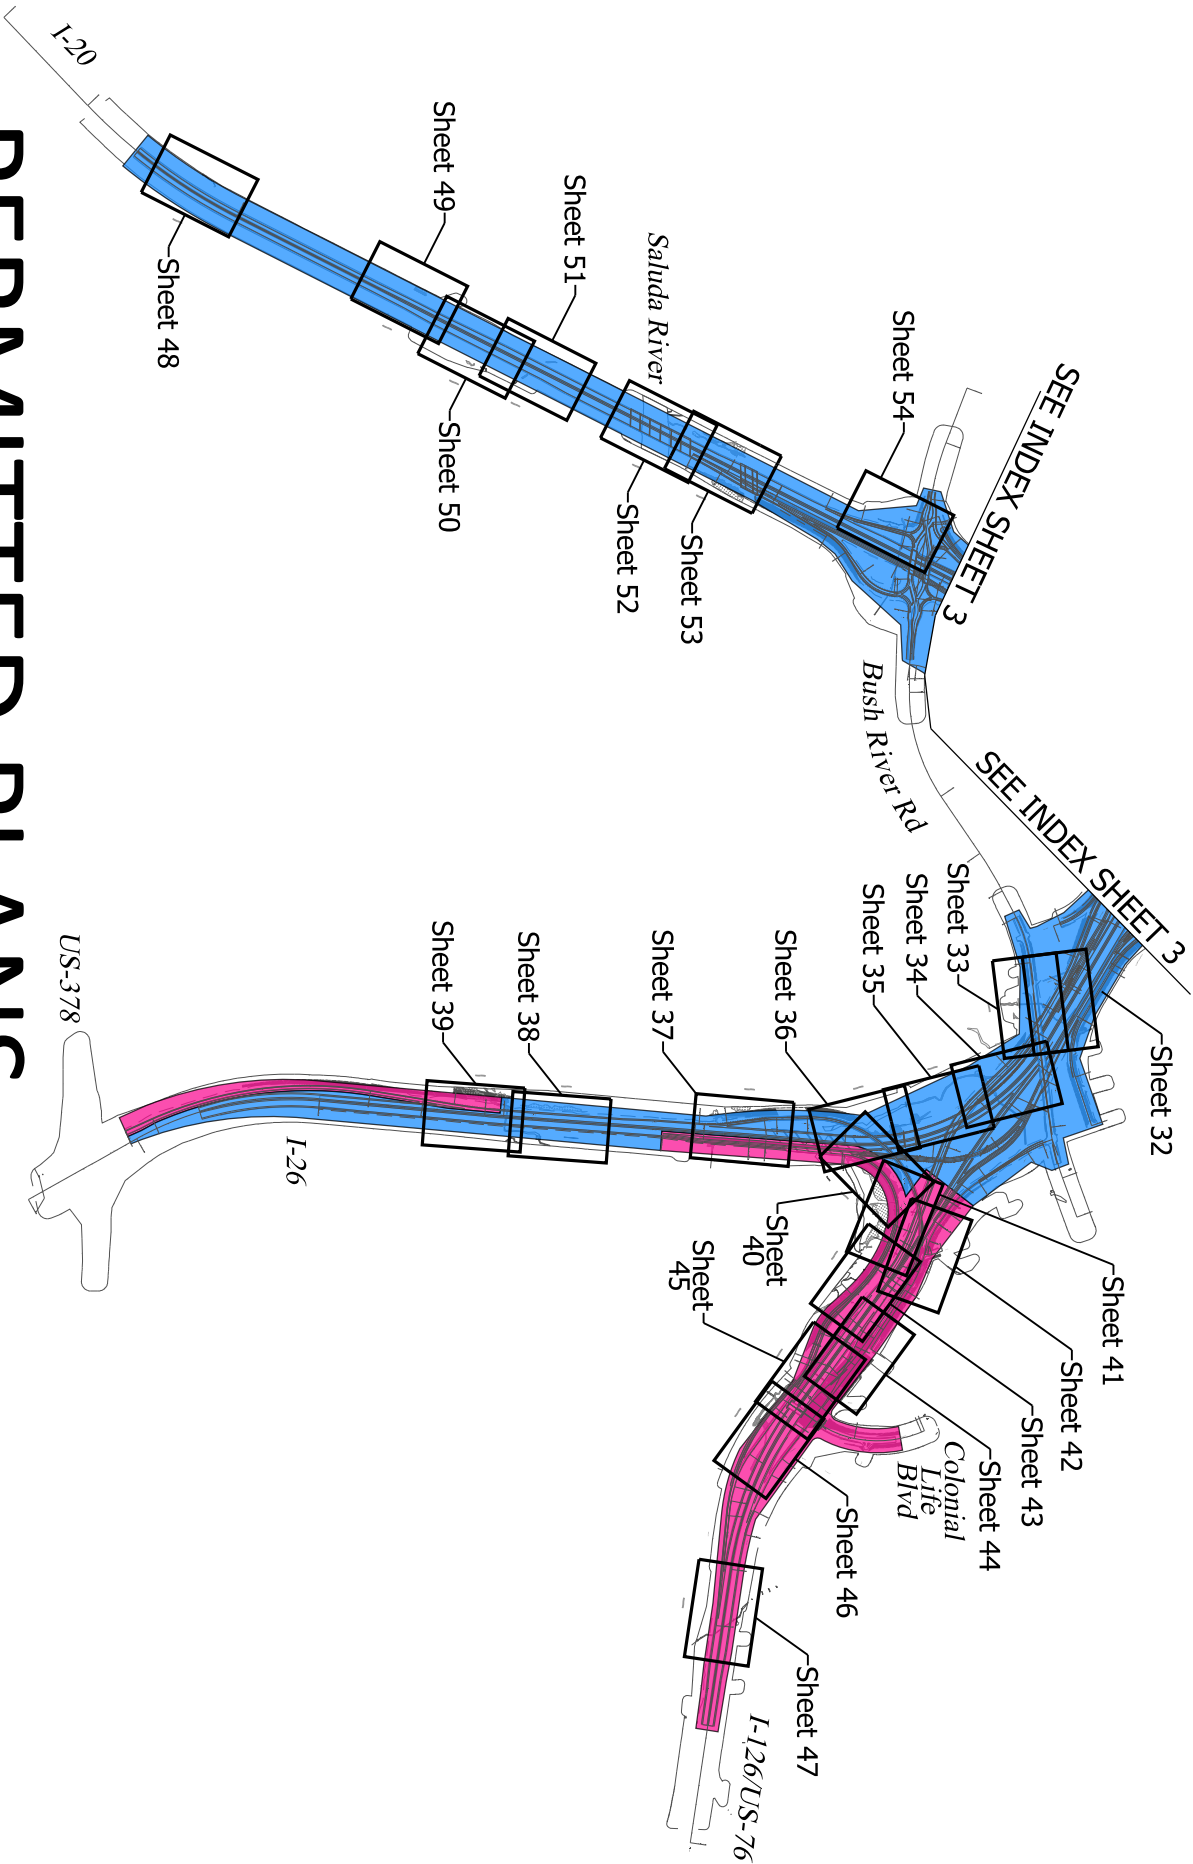 I-20
Sheet 48
Sheet 49
Sheet 50
Sheet 51
Saluda River
Sheet 52
Sheet 53
Sheet 54
SEE INDEX SHEET 3
Bush River Rd
SEE INDEX SHEET 3
Sheet 32
Sheet 33
Sheet 34
Sheet 35
Sheet 36
Sheet 37
Sheet 38
Sheet 39
US-378
I-26
Sheet
40
Sheet
45
Sheet 41
Sheet 42
Sheet 43
Sheet 44
Colonial
Life
Blvd
Sheet 46
Sheet 47
I-126/US-76
PERMITTED PLANS